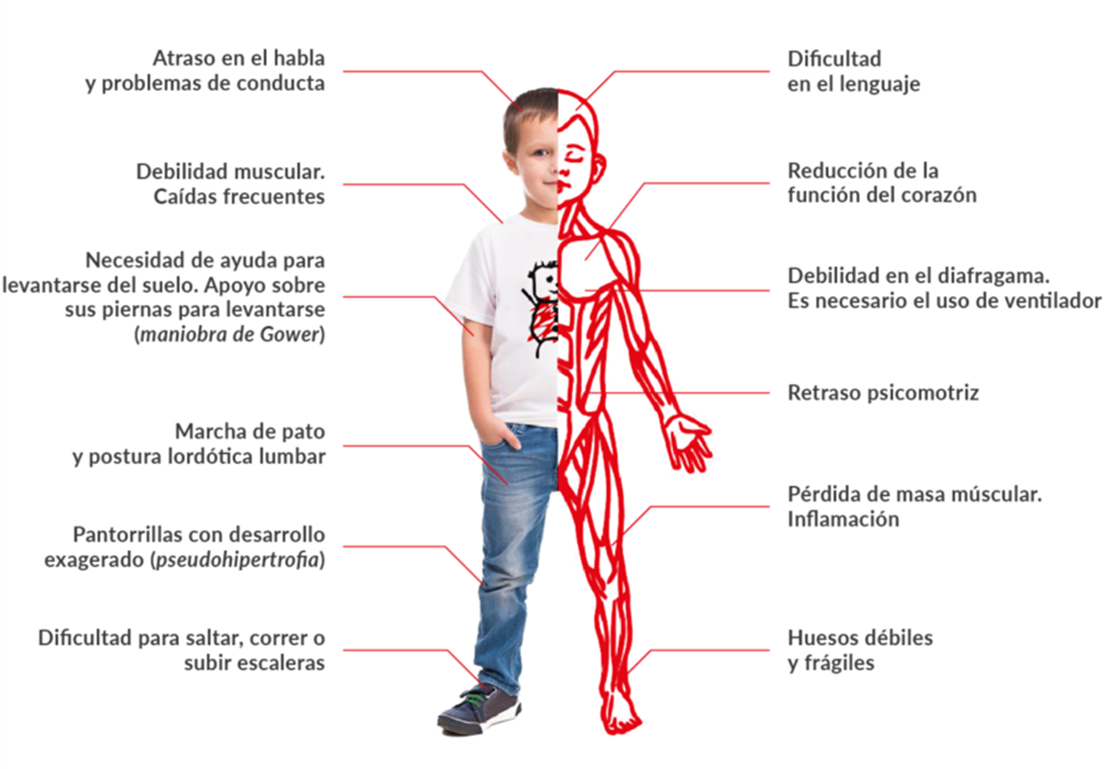 Atraso en el habla
y problemas de conducta
Debilidad muscular.
Caídas frecuentes
Necesidad de ayuda para
levantarse del suelo. Apoyo sobre
sus piernas para levantarse
(maniobra de Gower)
Marcha de pato
y postura lordótica lumbar
Pantorrillas con desarrollo
exagerado (pseudohipertrofia)
Dificultad para saltar, correr o
subir escaleras
Dificultad
en el lenguaje
Reducción de la
función del corazón
Debilidad en el diafragama.
Es necesario el uso de ventilador
Retraso psicomotriz
Pérdida de masa múscular.
Inflamación
Huesos débiles
y frágiles